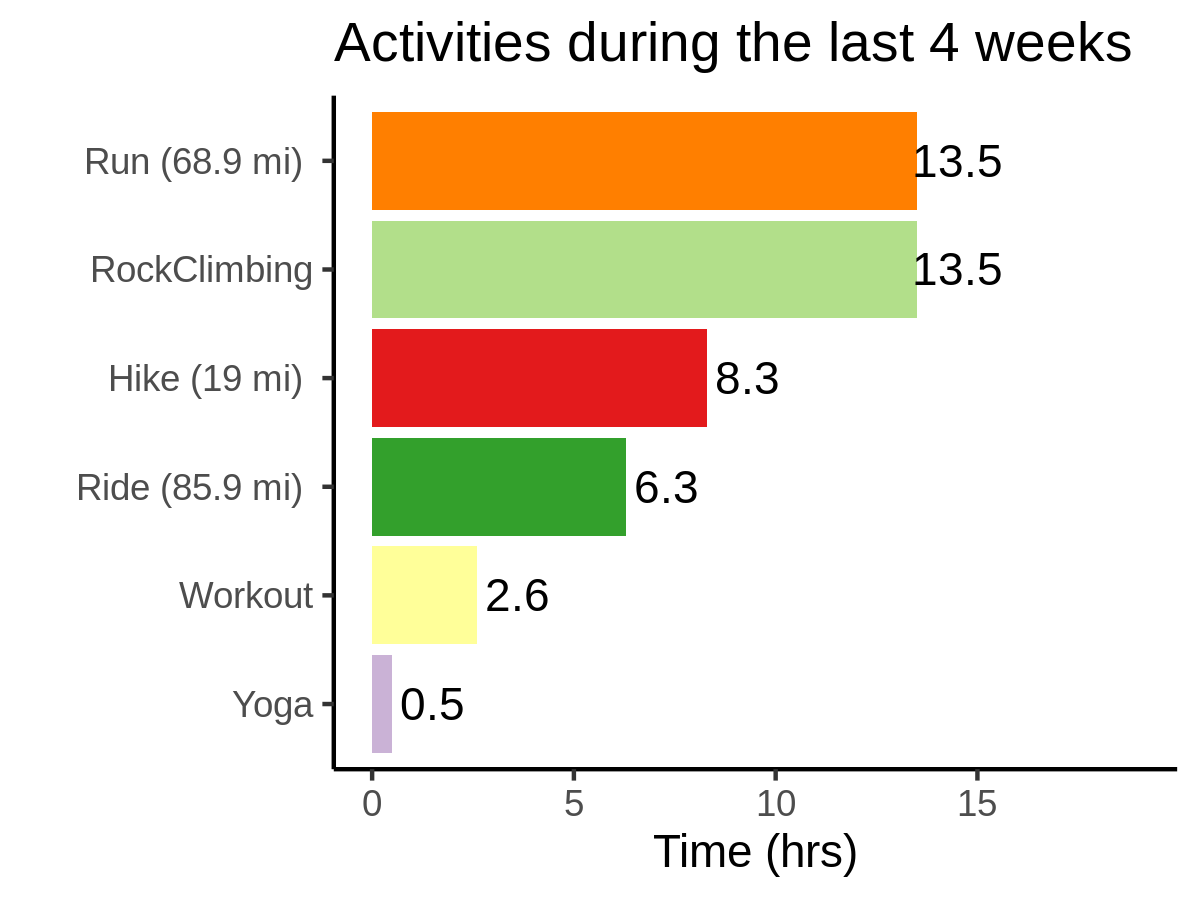 Activities during the last 4 weeks
Run (68.9 mi)
13.5
RockClimbing
13.5
Hike (19 mi)
8.3
Ride (85.9 mi)
6.3
Workout
2.6
Yoga
0.5
0 5 10 15
Time (hrs)